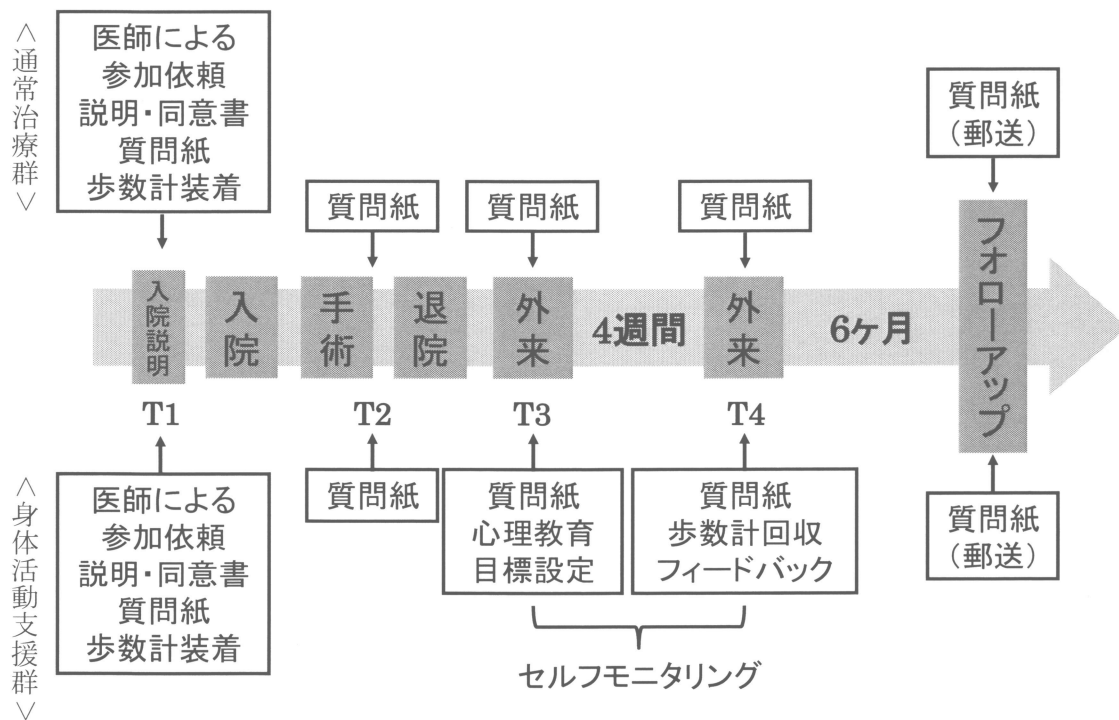 <通常治療群>
医師による
参加依頼
説明・同意書
質問紙
歩数計装着
質問紙
質問紙
質問紙
質問紙
（郵送）
入院説明
入院
手術
退院
外来
4週間
外来
6ヶ月
フォローアップ
T1
T2
T3
T4
<身体活動支援群>
医師による
参加依頼
説明・同意書
質問紙
歩数計装着
質問紙
質問紙
心理教育
目標設定
質問紙
歩数計回収
フィードバック
質問紙
（郵送）
セルフモニタリング